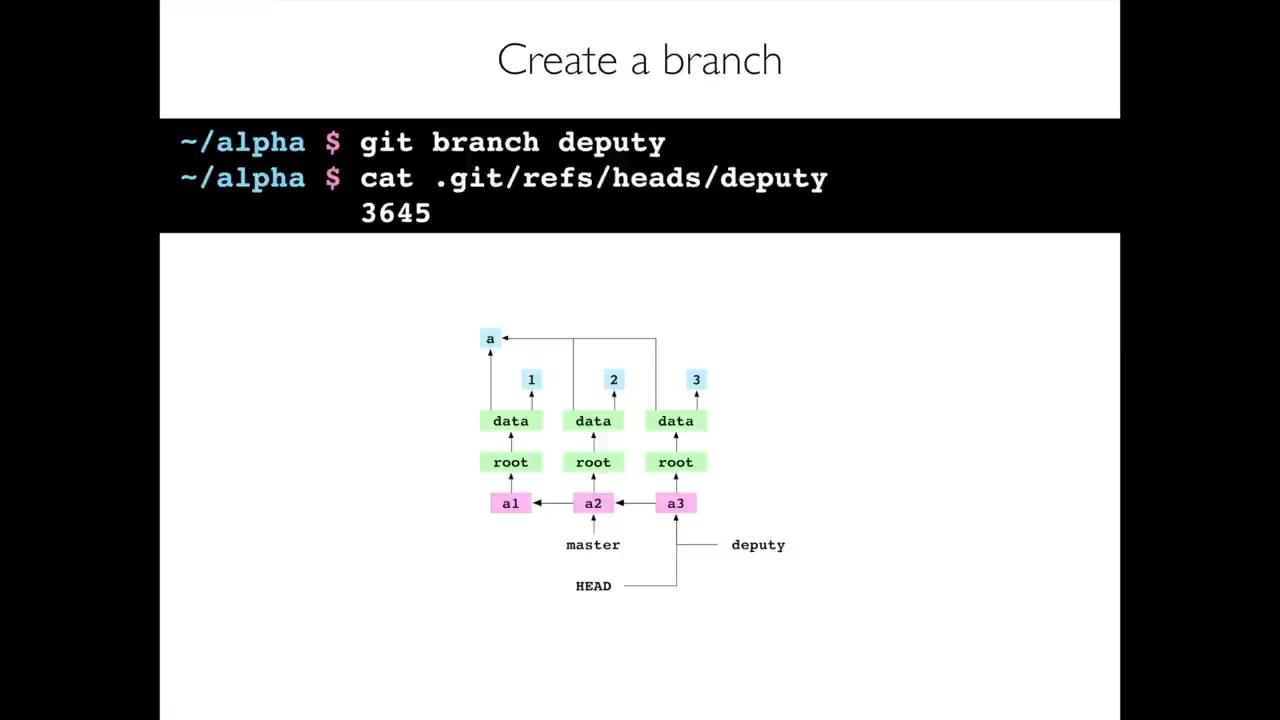 Create a branch
~/alpha $ git branch deputy
~/alpha $ cat .git/refs/heads/deputy
3645
a
1 2 3
data data data
root root root
a1 a2 a3
master deputy
HEAD